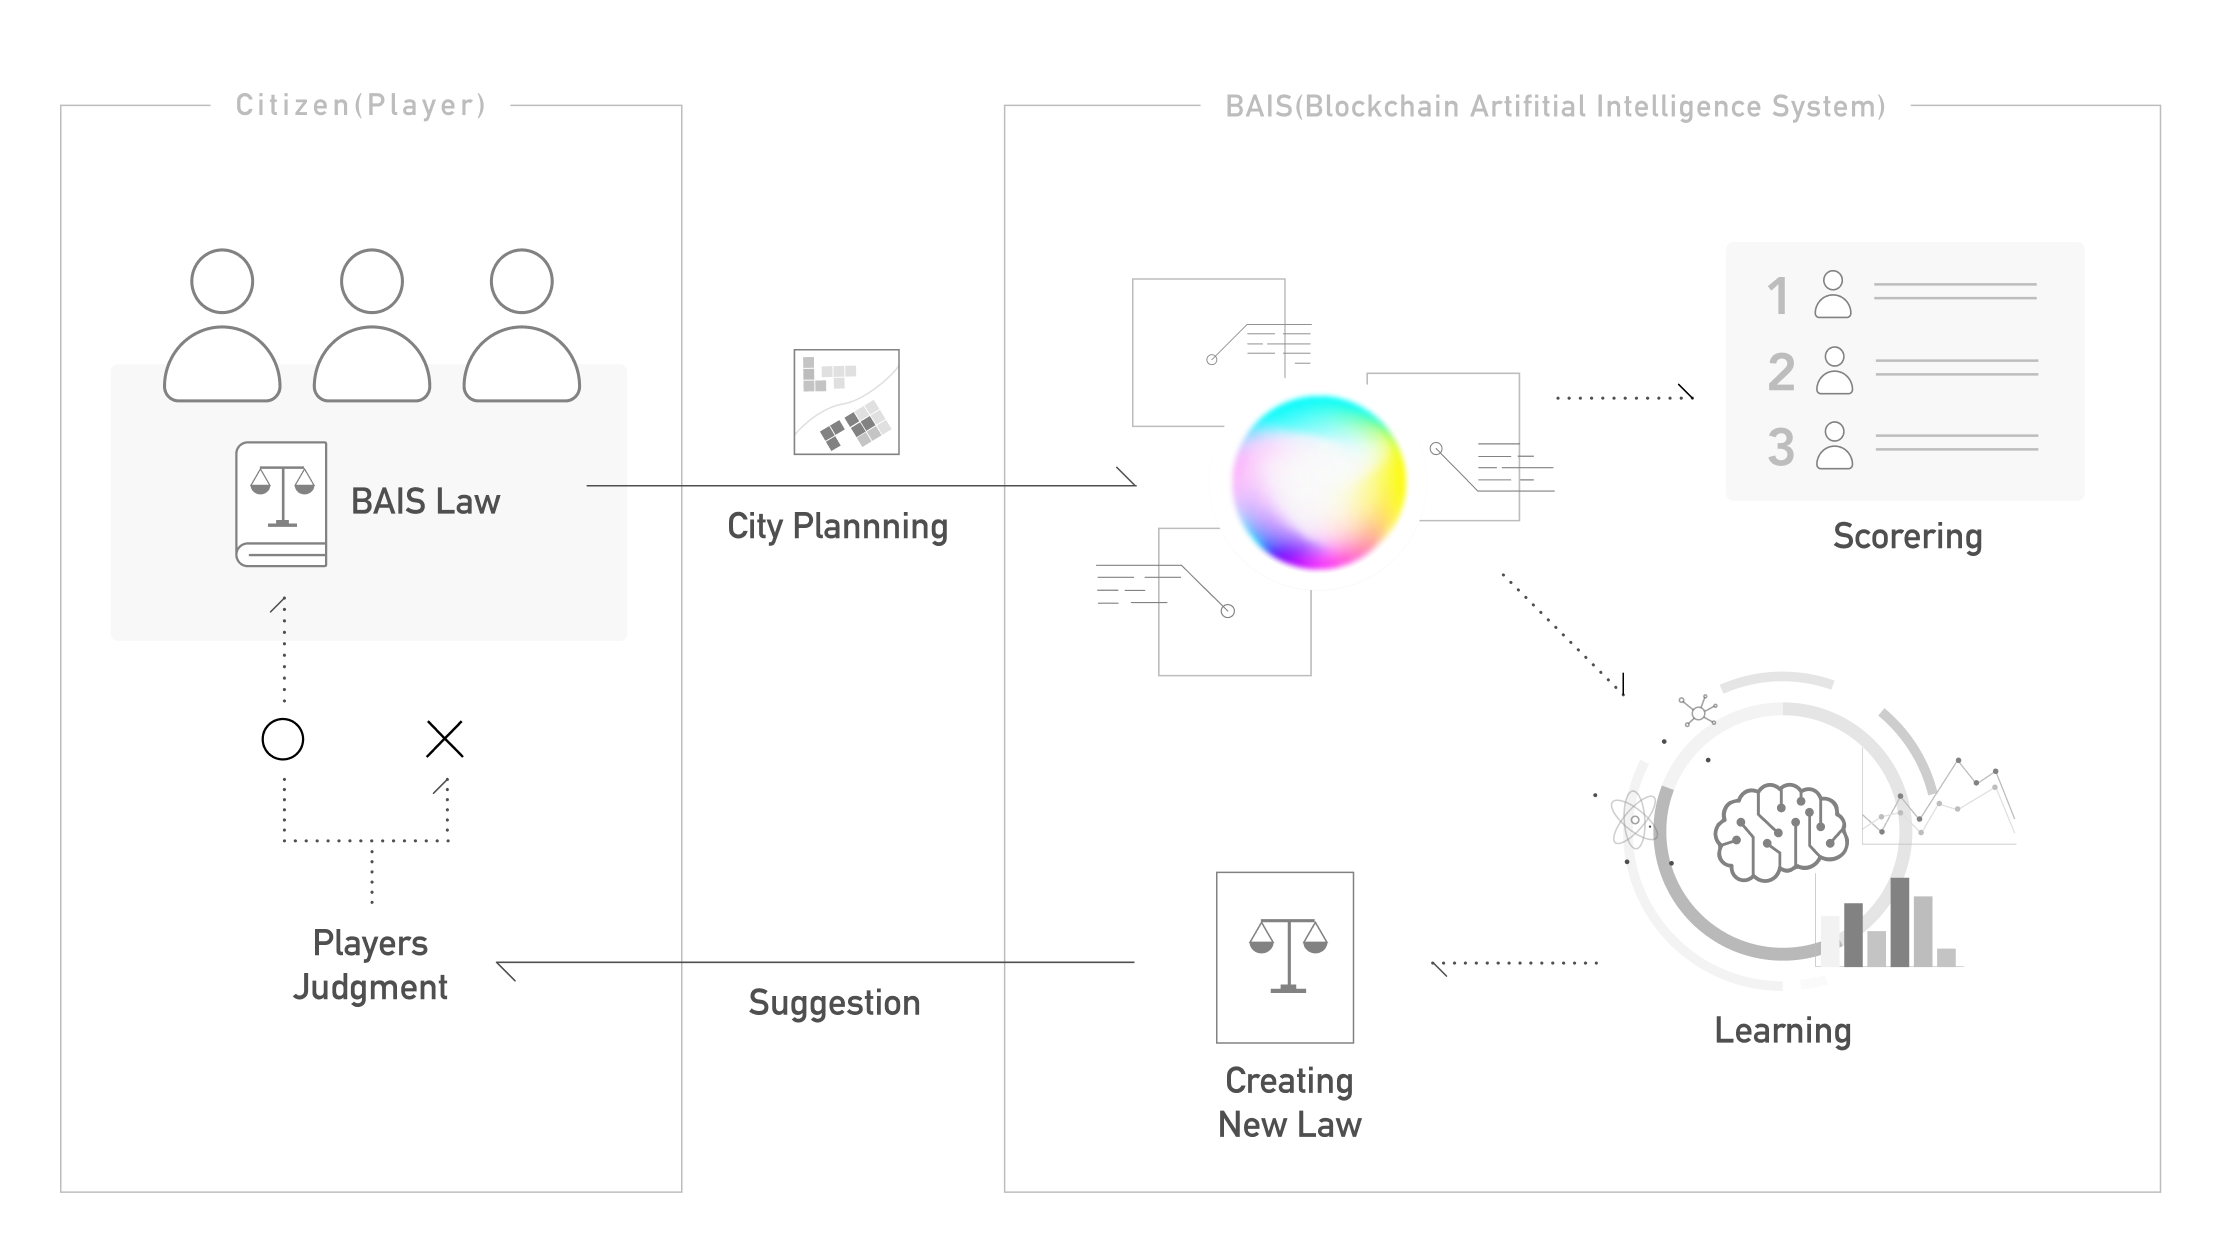 Citizen(Player)
BAIS(Blockchain Artifitial Intelligence System)
BAIS Law
City Plannning
1
2
3
Scorering
Players
Judgment
Suggestion
Creating
New Law
Learning